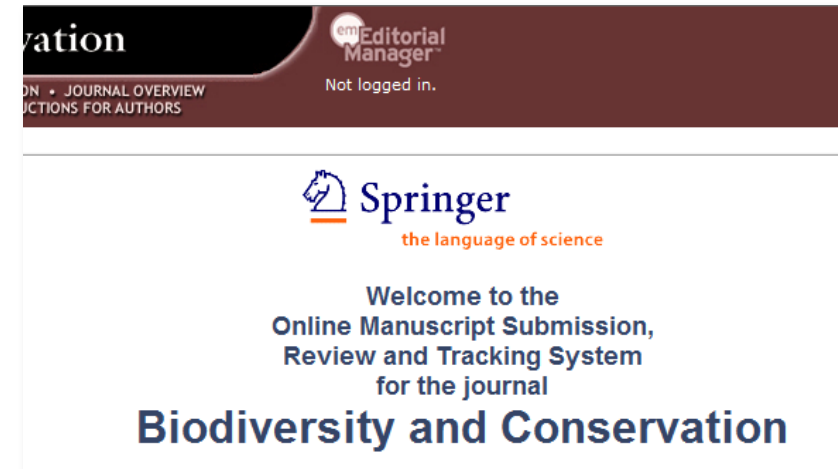 vation
em Editorial
Manager™
Not logged in.
ON • JOURNAL OVERVIEW
UCTIONS FOR AUTHORS
Springer
the language of science
Welcome to the
Online Manuscript Submission,
Review and Tracking System
for the journal
Biodiversity and Conservation